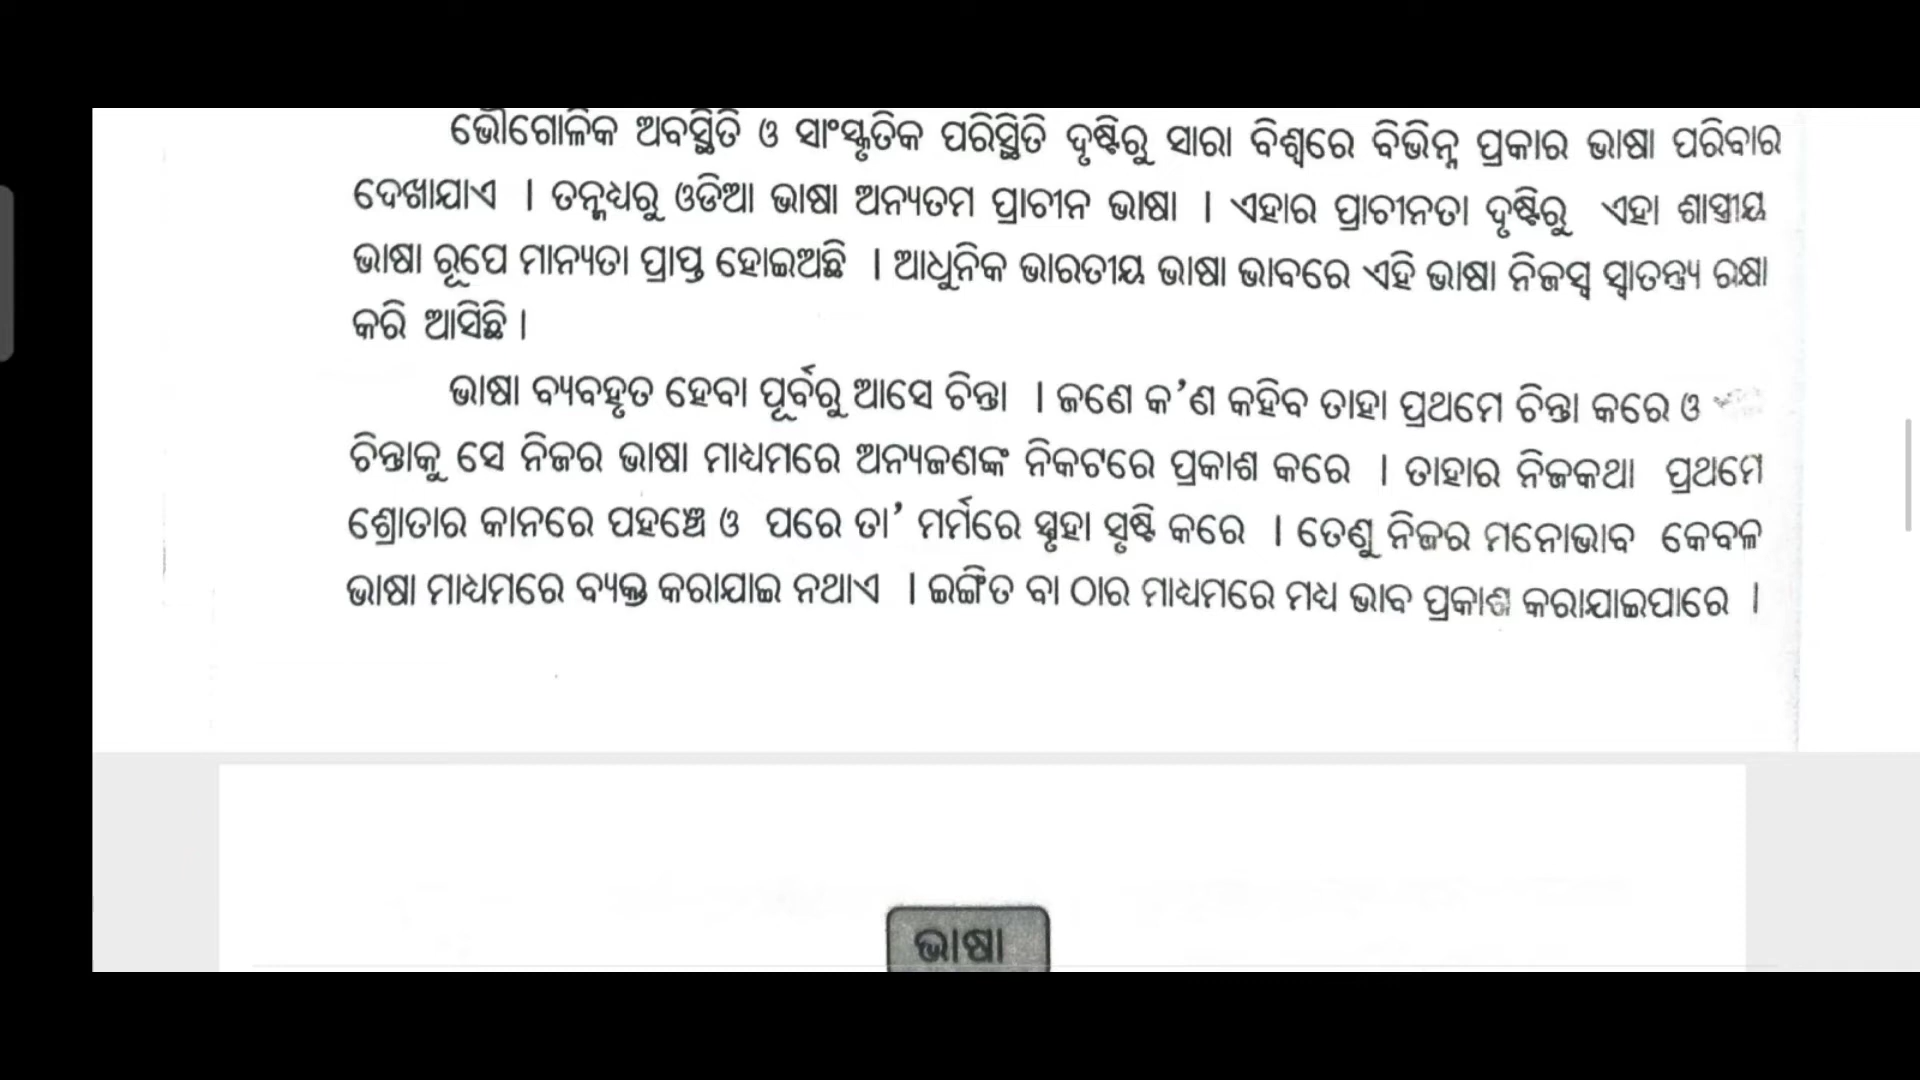 ଭୌଗୋଳିକ ଅବସ୍ଥିତି ଓ ସାଂସ୍କୃତିକ ପରିସ୍ଥିତି ଦୃଷ୍ଟିରୁ ସାରା ବିଶ୍ୱରେ ବିଭିନ୍ନ ପ୍ରକାର ଭାଷା ପରିବାର
ଦେଖାଯାଏ । ତନ୍ମଧ୍ୟରୁ ଓଡିଆ ଭାଷା ଅନ୍ୟତମ ପ୍ରାଚୀନ ଭାଷା । ଏହାର ପ୍ରାଚୀନତା ଦୃଷ୍ଟିରୁ ଏହା ଶାସ୍ତ୍ରୀୟ
ଭାଷା ରୂପେ ମାନ୍ୟତା ପ୍ରାପ୍ତ ହୋଇଅଛି । ଆଧୁନିକ ଭାରତୀୟ ଭାଷା ଭାବରେ ଏହି ଭାଷା ନିଜସ୍ୱ ସ୍ୱାତନ୍ତ୍ର୍ୟ ରକ୍ଷା
କରି ଆସିଛି ।
ଭାଷା ବ୍ୟବହୃତ ହେବା ପୂର୍ବରୁ ଆସେ ଚିନ୍ତା । ଜଣେ କ’ଣ କହିବ ତାହା ପ୍ରଥମେ ଚିନ୍ତା କରେ ଓ
ଚିନ୍ତାକୁ ସେ ନିଜର ଭାଷା ମାଧ୍ୟମରେ ଅନ୍ୟଜଣଙ୍କ ନିକଟରେ ପ୍ରକାଶ କରେ । ତାହାର ନିଜକଥା ପ୍ରଥମେ
ଶ୍ରୋତାର କାନରେ ପହଞ୍ଚେ ଓ ପରେ ତା’ ମର୍ମରେ ସ୍ପୃହା ସୃଷ୍ଟି କରେ । ତେଣୁ ନିଜର ମନୋଭାବ କେବଳ
ଭାଷା ମାଧ୍ୟମରେ ବ୍ୟକ୍ତ କରାଯାଇ ନଥାଏ । ଇଙ୍ଗିତ ବା ଠାର ମାଧ୍ୟମରେ ମଧ୍ୟ ଭାବ ପ୍ରକାଶ କରାଯାଇପାରେ ।
ଭାଷା